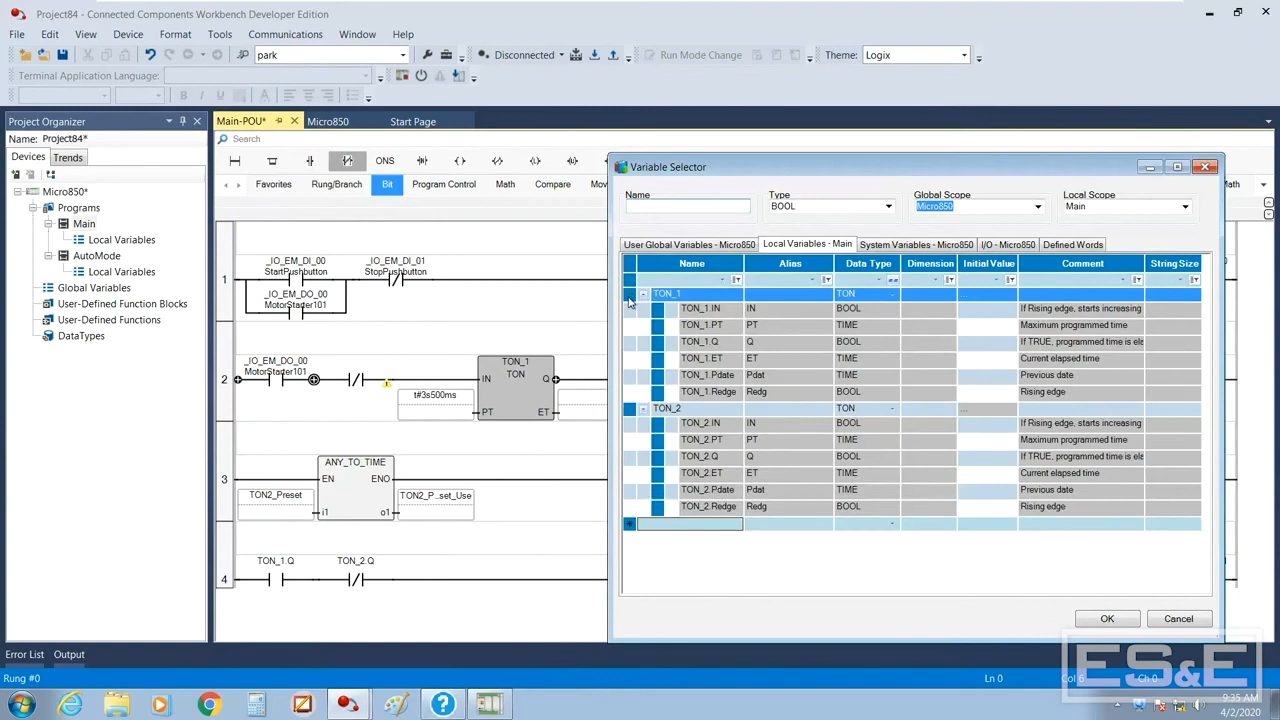 Project84 - Connected Components Workbench Developer Edition
File Edit View Device Format Tools Communications Window Help
park Disconnected Run Mode Change Theme: Logix
Terminal Application Language:
Project Organizer
Name: Project84*
Devices Trends
Micro850*
Programs
Main
Local Variables
AutoMode
Local Variables
Global Variables
User-Defined Function Blocks
User-Defined Functions
DataTypes
Main-POU* Micro850 Start Page
Search
ONS
Favorites Rung/Branch Bit Program Control Math Compare
Math
1
_IO_EM_DI_00 _IO_EM_DI_01
StartPushbutton StopPushbutton
_IO_EM_DO_00
MotorStarter101
2
_IO_EM_DO_00
MotorStarter101
TON_1
TON
IN Q
t#3s500ms
PT ET
3
ANY_TO_TIME
EN ENO
TON2_Preset TON2_P...set_Use
i1 o1
TON_1.Q TON_2.Q
4
Variable Selector
Name Type Global Scope Local Scope
BOOL Micro850 Main
User Global Variables - Micro850 Local Variables - Main System Variables - Micro850 I/O - Micro850 Defined Words
Name Alias Data Type Dimension Initial Value Comment String Size
TON_1 TON ...
TON_1.IN IN BOOL If Rising edge, starts increasing
TON_1.PT PT TIME Maximum programmed time
TON_1.Q Q BOOL If TRUE, programmed time is ela
TON_1.ET ET TIME Current elapsed time
TON_1.Pdate Pdat TIME Previous date
TON_1.Redge Redg BOOL Rising edge
TON_2 TON ...
TON_2.IN IN BOOL If Rising edge, starts increasing
TON_2.PT PT TIME Maximum programmed time
TON_2.Q Q BOOL If TRUE, programmed time is ela
TON_2.ET ET TIME Current elapsed time
TON_2.Pdate Pdat TIME Previous date
TON_2.Redge Redg BOOL Rising edge
OK Cancel
Error List Output
Rung #0 Ln 0 Col 6 Ch 0
ES&E
9:35 AM
4/2/2020